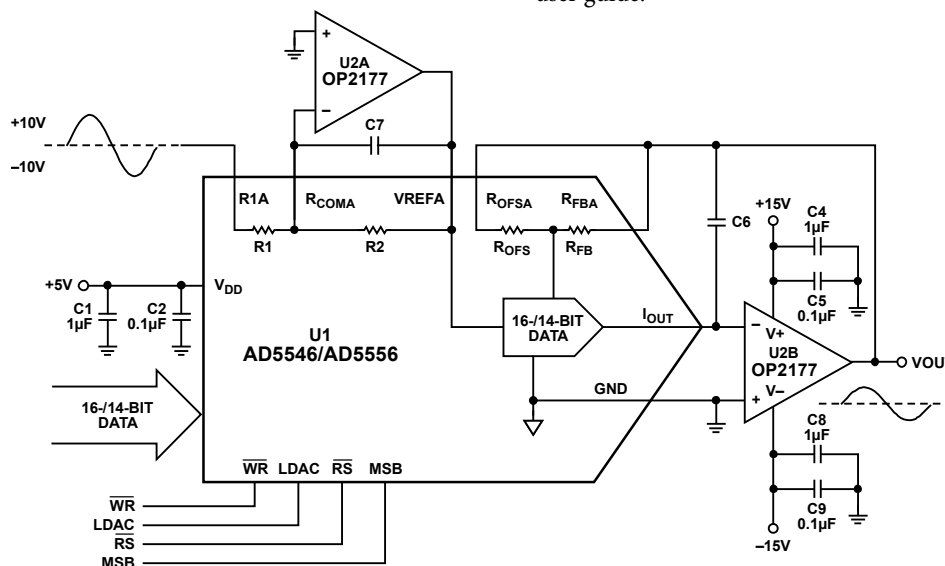 user guide.
+
U2A
OP2177
–
C7
+10V
–10V
R1A
RCOMA
VREFA
ROFSA
RFBA
R1
R2
ROFS
RFB
C6
+15V
C4
1µF
C5
0.1µF
+5V
C1
1µF
C2
0.1µF
VDD
U1
AD5546/AD5556
16-/14-BIT
DATA
IOUT
GND
–
V+
U2B
OP2177
+
V–
VOU
16-/14-BIT
DATA
C8
1µF
C9
0.1µF
–15V
WR LDAC RS MSB
WR
LDAC
RS
MSB